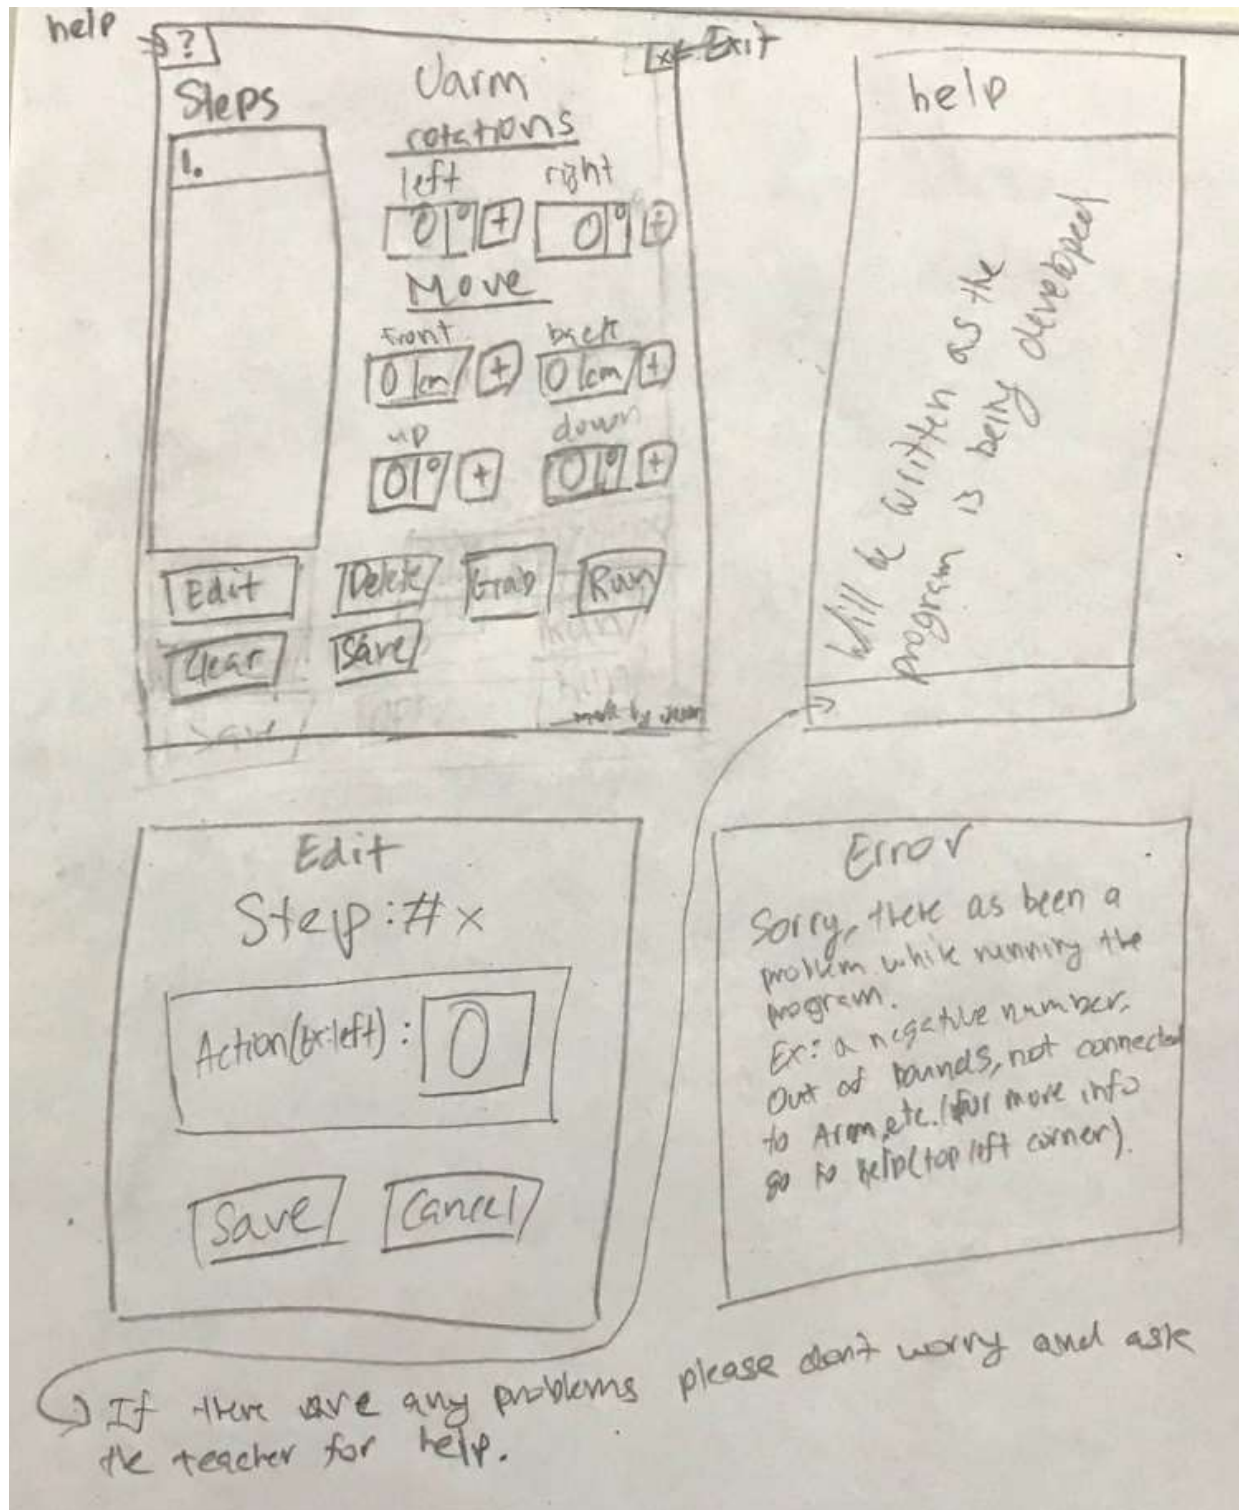 help
?
x
Exit
Steps
1.
Uarm
rotations
left right
0 ° + 0 ° +
Move
front back
0 cm + 0 cm +
up down
0 ° + 0 ° +
Edit Delete Grab Run
Clear Save
Save
made by
help
Will be written as the
program is being developed
Edit
Step:#x
Action(Ex:left) : 0
Save Cancel
Error
Sorry, there as been a
problem while running the
program.
Ex: a negative number,
Out of bounds, not connected
to Arm, etc. for more info
go to help(top left corner).
If there are any problems please dont worry and ask
the teacher for help.